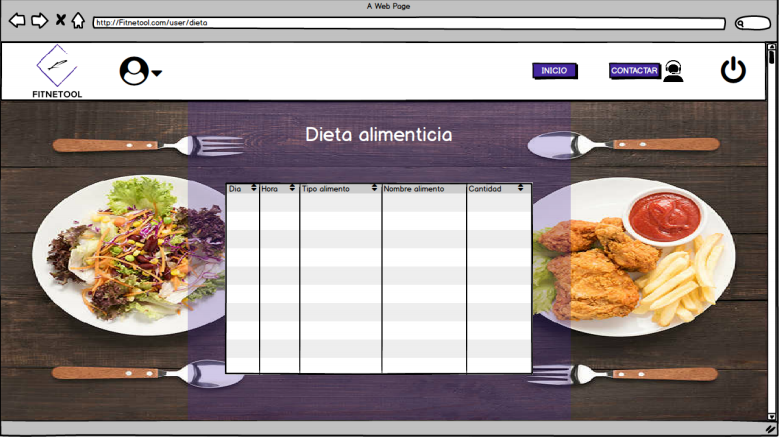 A Web Page
http://Fitnetool.com/user/dieta
FITNETOOL
INICIO
CONTACTAR
Dieta alimenticia
Dia Hora Tipo alimento Nombre alimento Cantidad